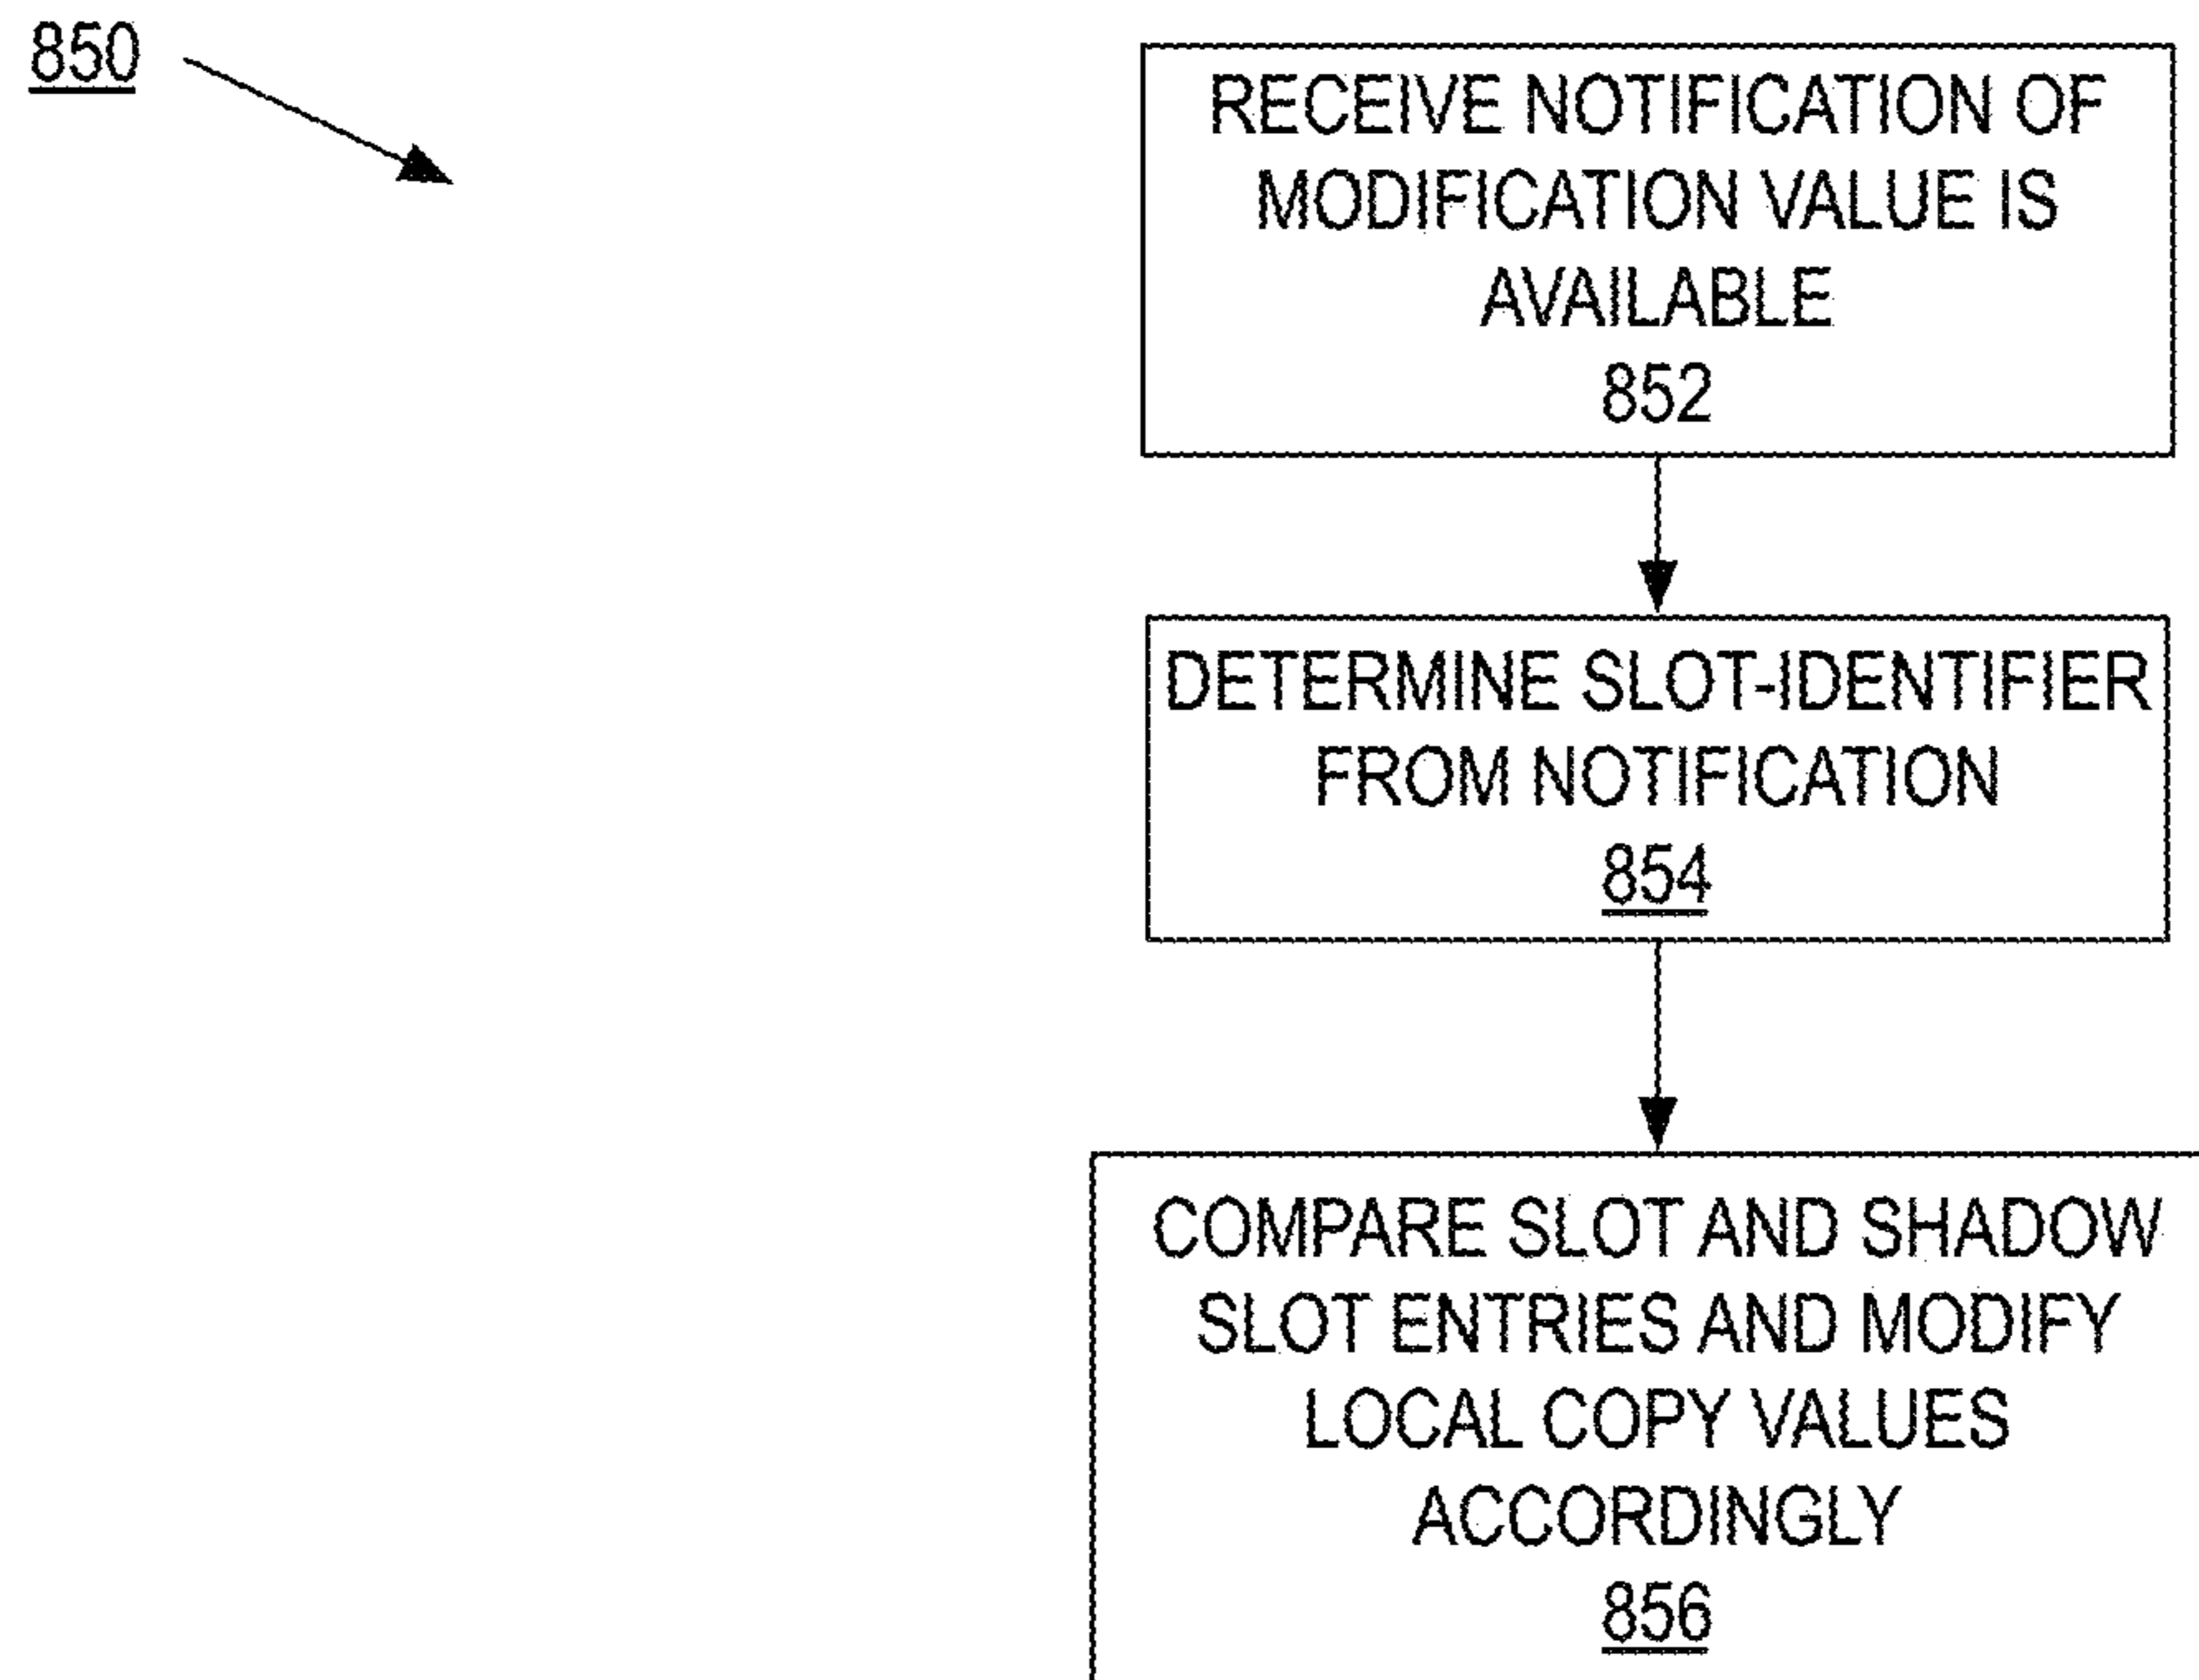 850
RECEIVE NOTIFICATION OF
MODIFICATION VALUE IS
AVAILABLE
852
DETERMINE SLOT-IDENTIFIER
FROM NOTIFICATION
854
COMPARE SLOT AND SHADOW
SLOT ENTRIES AND MODIFY
LOCAL COPY VALUES
ACCORDINGLY
856